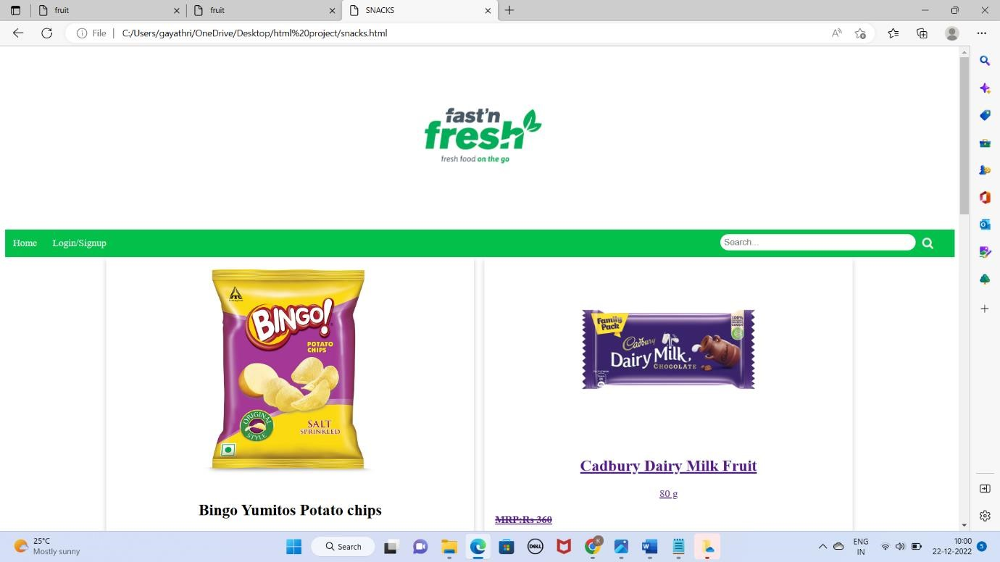 fruit
fruit
SNACKS
File
C:/Users/gayathri/OneDrive/Desktop/html%20project/snacks.html
fast'n
fresh
fresh food on the go
Home
Login/Signup
Search...
BINGO!
POTATO
CHIPS
ORIGINAL
STYLE
SALT
SPRINKLED
Family
Pack
Cadbury
Dairy Milk
CHOCOLATE
100%
Bingo Yumitos Potato chips
Cadbury Dairy Milk Fruit
80 g
MRP:Rs 360
25°C
Mostly sunny
Search
DELL
K
W
ENG
IN
10:00
22-12-2022
5